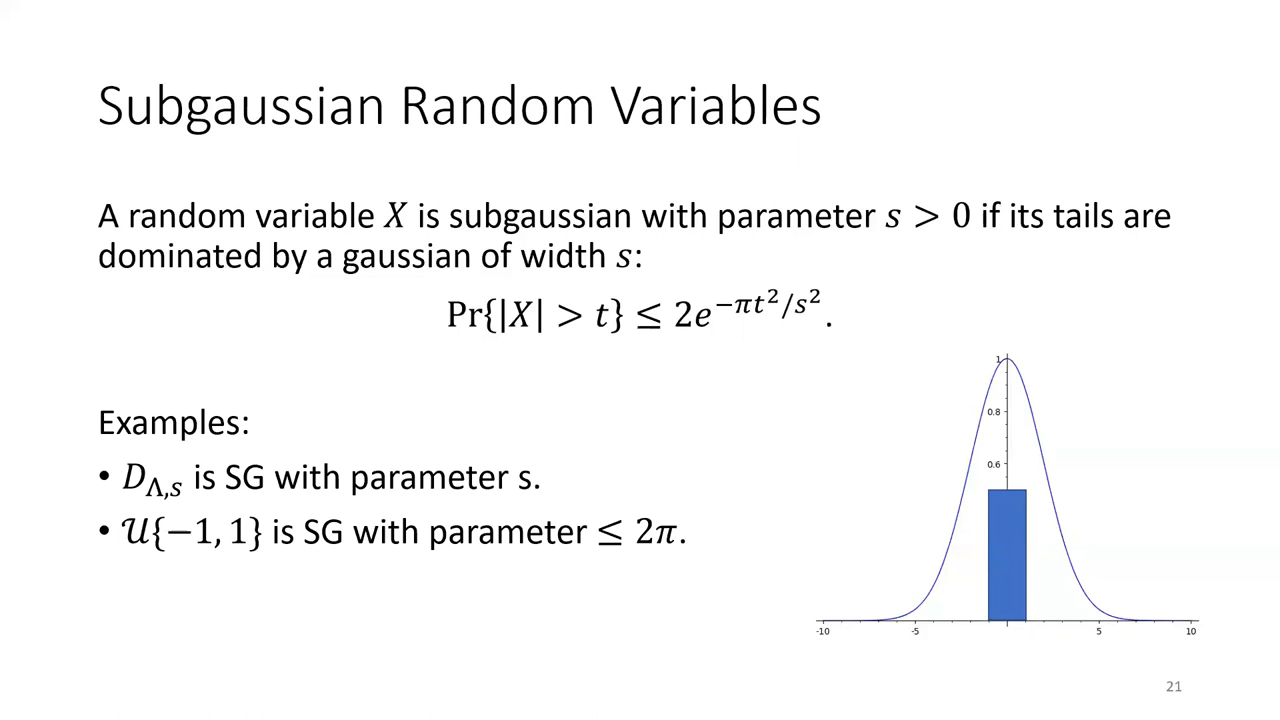 Subgaussian Random Variables
A random variable 𝑋 is subgaussian with parameter 𝑠 > 0 if its tails are
dominated by a gaussian of width 𝑠:
Pr{|𝑋| > 𝑡} ≤ 2𝑒^{−𝜋𝑡²/𝑠²}.
Examples:
• 𝐷_{Λ,𝑠} is SG with parameter s.
• 𝒰{−1, 1} is SG with parameter ≤ 2𝜋.
1
0.8
0.6
-10 -5 5 10
21